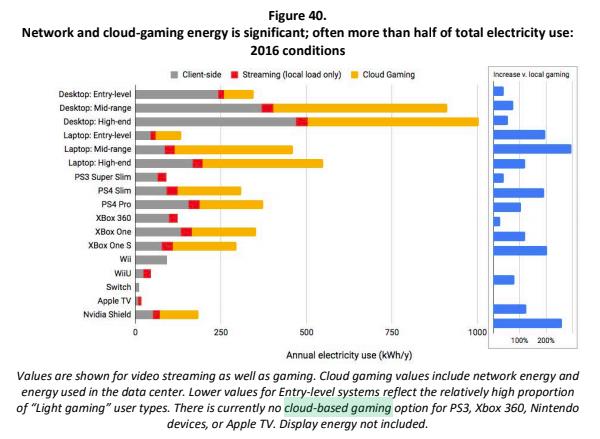 Figure 40.
Network and cloud-gaming energy is significant; often more than half of total electricity use:
2016 conditions
Client-side Streaming (local load only) Cloud Gaming
Increase v. local gaming
Desktop: Entry-level
Desktop: Mid-range
Desktop: High-end
Laptop: Entry-level
Laptop: Mid-range
Laptop: High-end
PS3 Super Slim
PS4 Slim
PS4 Pro
XBox 360
XBox One
XBox One S
Wii
WiiU
Switch
Apple TV
Nvidia Shield
0 250 500 750 1000
100% 200%
Annual electricity use (kWh/y)
Values are shown for video streaming as well as gaming. Cloud gaming values include network energy and
energy used in the data center. Lower values for Entry-level systems reflect the relatively high proportion
of “Light gaming” user types. There is currently no cloud-based gaming option for PS3, Xbox 360, Nintendo
devices, or Apple TV. Display energy not included.